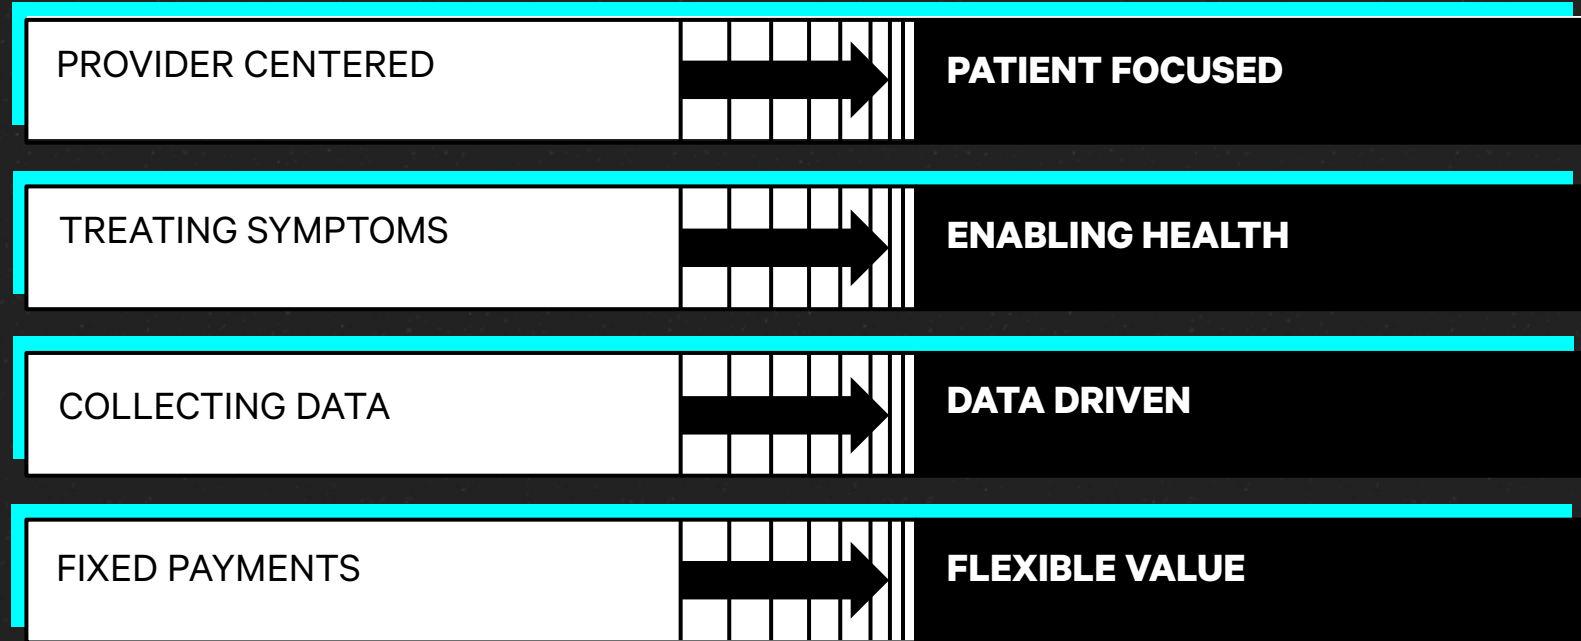 PROVIDER CENTERED
PATIENT FOCUSED
TREATING SYMPTOMS
ENABLING HEALTH
COLLECTING DATA
DATA DRIVEN
FIXED PAYMENTS
FLEXIBLE VALUE